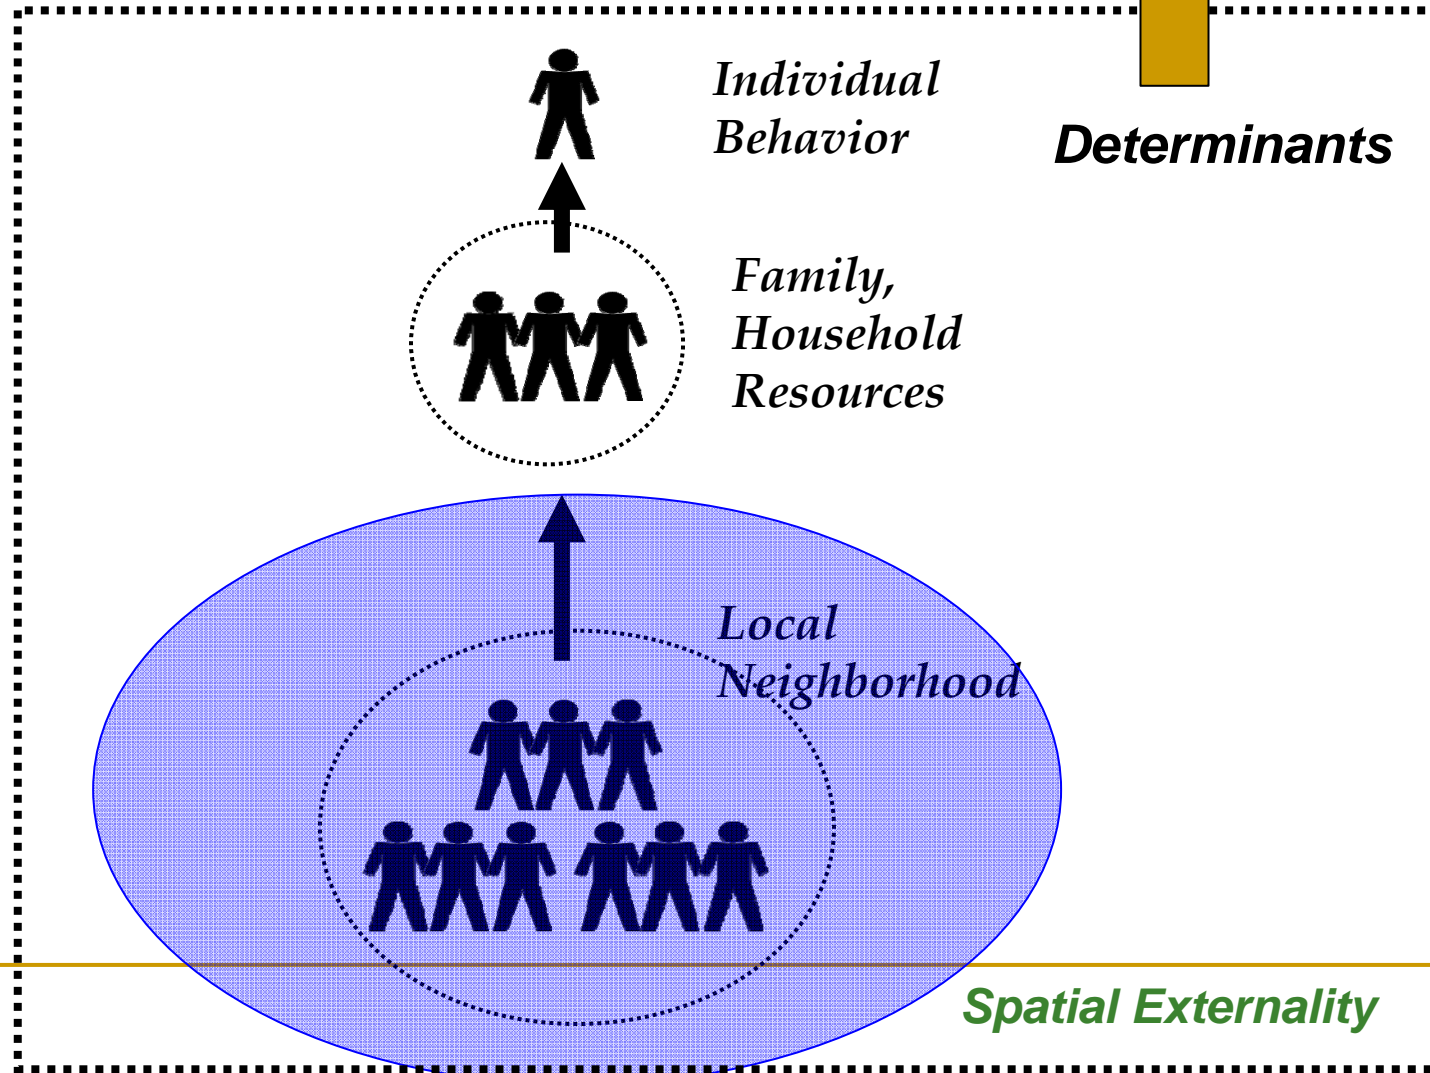 Individual
Behavior
Determinants
Family,
Household
Resources
Local
Neighborhood
Spatial Externality